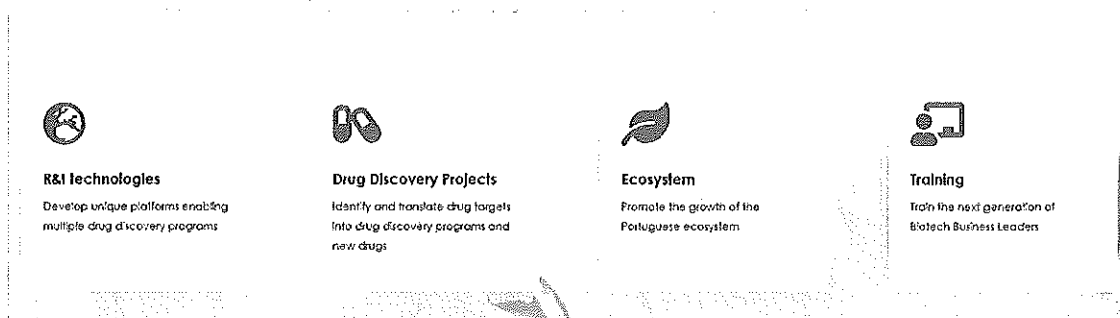 R&I technologies
Develop unique platforms enabling
multiple drug discovery programs
Drug Discovery Projects
Identify and translate drug targets
into drug discovery programs and
new drugs
Ecosystem
Promote the growth of the
Portuguese ecosystem
Training
Train the next generation of
Biotech Business Leaders